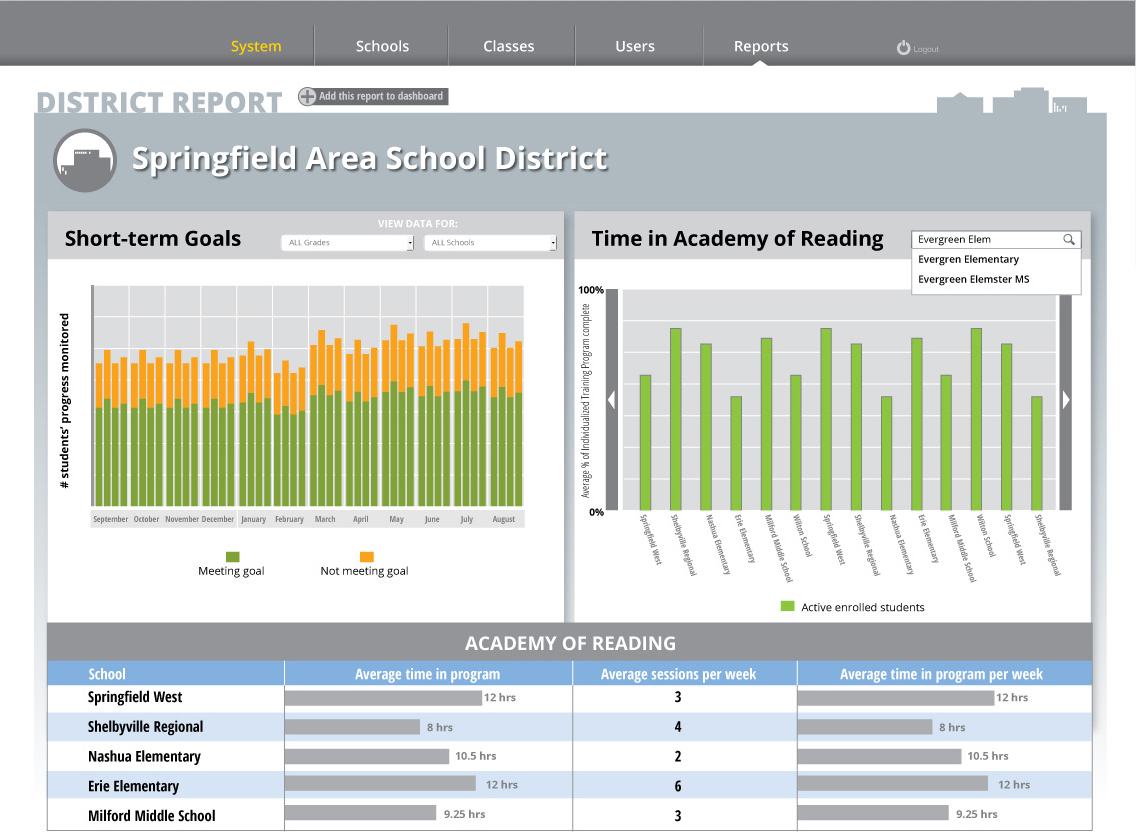 System Schools Classes Users Reports Logout
DISTRICT REPORT Add this report to dashboard
Springfield Area School District
VIEW DATA FOR:
Short-term Goals ALL Grades ALL Schools
# students’ progress monitored
September October November December January February March April May June July August
Meeting goal Not meeting goal
Time in Academy of Reading Evergreen Elem
Evergren Elementary
Evergreen Elemster MS
100%
Average % of Individualized Training Program complete
0%
Springfield West
Shelbyville Regional
Nashua Elementary
Erie Elementary
Milford Middle School
Wilton School
Springfield West
Shelbyville Regional
Nashua Elementary
Erie Elementary
Milford Middle School
Wilton School
Springfield West
Shelbyville Regional
Active enrolled students
ACADEMY OF READING
School Average time in program Average sessions per week Average time in program per week
Springfield West 12 hrs 3 12 hrs
Shelbyville Regional 8 hrs 4 8 hrs
Nashua Elementary 10.5 hrs 2 10.5 hrs
Erie Elementary 12 hrs 6 12 hrs
Milford Middle School 9.25 hrs 3 9.25 hrs